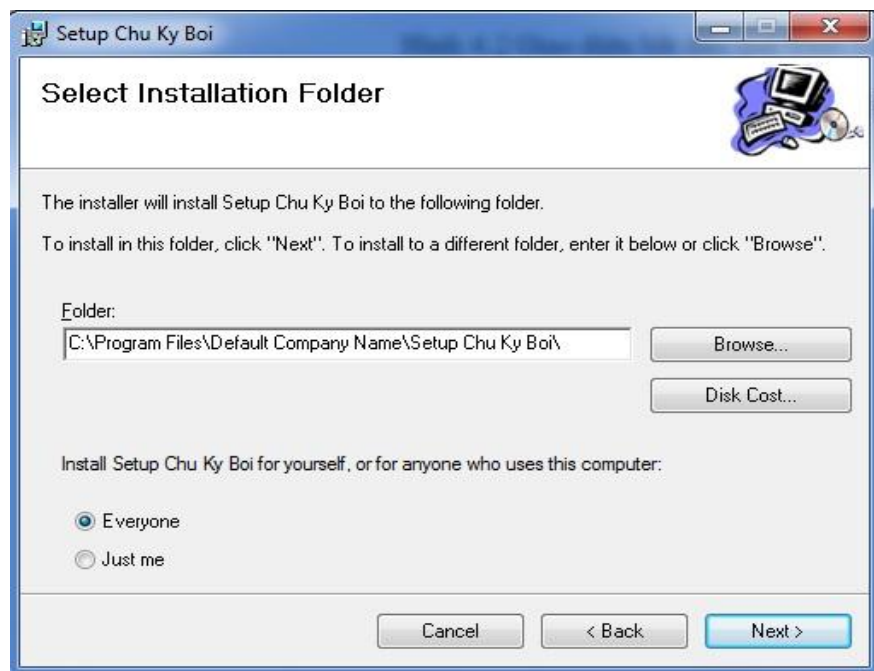 Setup Chu Ky Boi
Select Installation Folder
The installer will install Setup Chu Ky Boi to the following folder.
To install in this folder, click "Next". To install to a different folder, enter it below or click "Browse".
Folder:
C:\Program Files\Default Company Name\Setup Chu Ky Boi\
Browse...
Disk Cost...
Install Setup Chu Ky Boi for yourself, or for anyone who uses this computer:
Everyone
Just me
Cancel
< Back
Next >